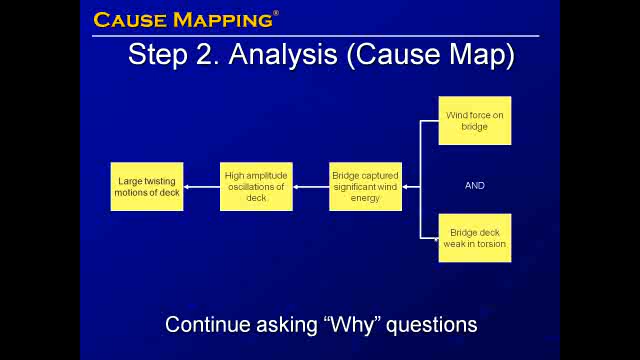 CAUSE MAPPING®
Step 2. Analysis (Cause Map)
Wind force on
bridge
Large twisting
motions of deck
High amplitude
oscillations of
deck
Bridge captured
significant wind
energy
AND
Bridge deck
weak in torsion
Continue asking “Why” questions